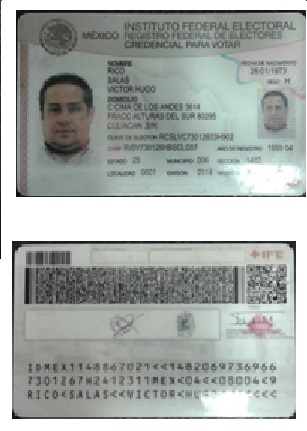 INSTITUTO FEDERAL ELECTORAL
MÉXICO REGISTRO FEDERAL DE ELECTORES
CREDENCIAL PARA VOTAR
NOMBRE
RICO
SALAS
VICTOR HUGO
FECHA DE NACIMIENTO
26/01/1973
SEXO M
DOMICILIO
C CIMA DE LOS ANDES 3614
FRACC ALTURAS DEL SUR 80295
CULIACAN, SIN.
CLAVE DE ELECTOR RCSLVC73012603H902
CURP AÑO DE REGISTRO 1993 04
ESTADO 25 MUNICIPIO 006 SECCIÓN 1482
LOCALIDAD 0001 EMISIÓN 2014
IFE
IDMEX1148867021<<1482069736966
7301267H2412311MEX<04<<08004<9
RICO<SALAS<<VICTOR<HUGO